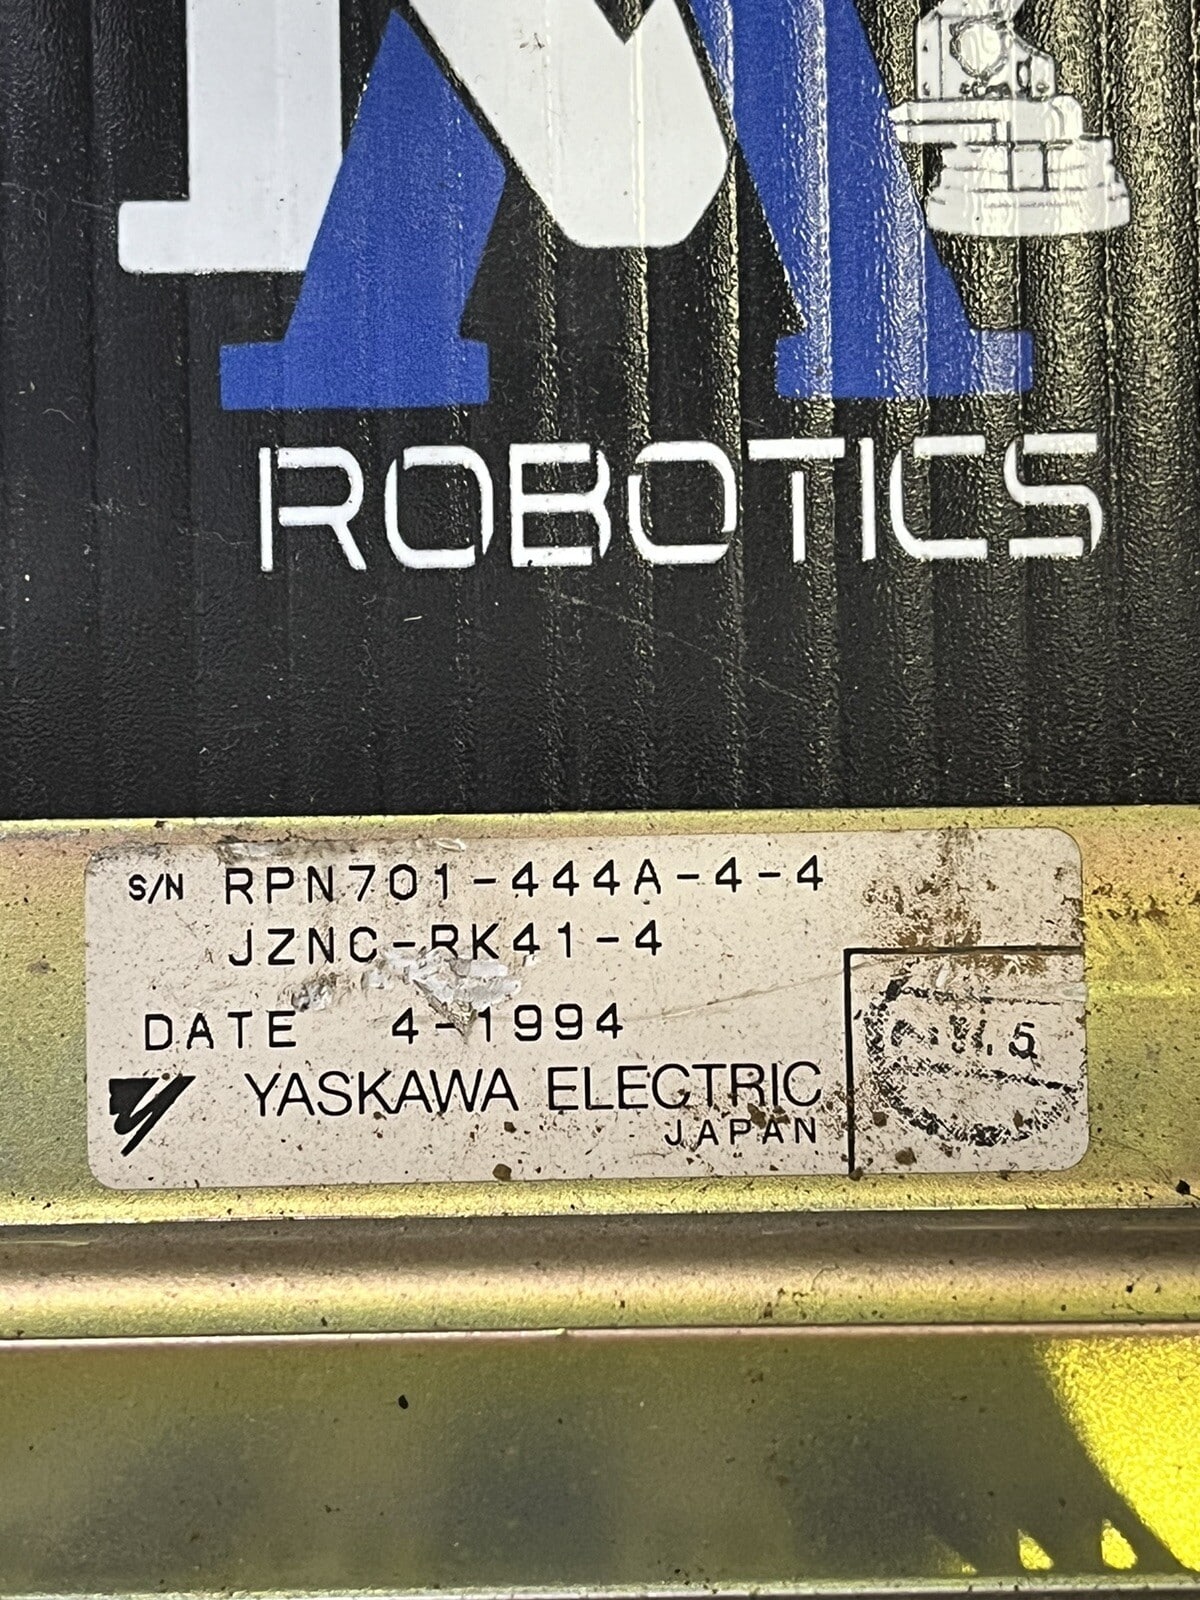 ROBOTICS
S/N RPN701-444A-4-4
JZNC-RK41-4
DATE 4-1994
YASKAWA ELECTRIC
JAPAN